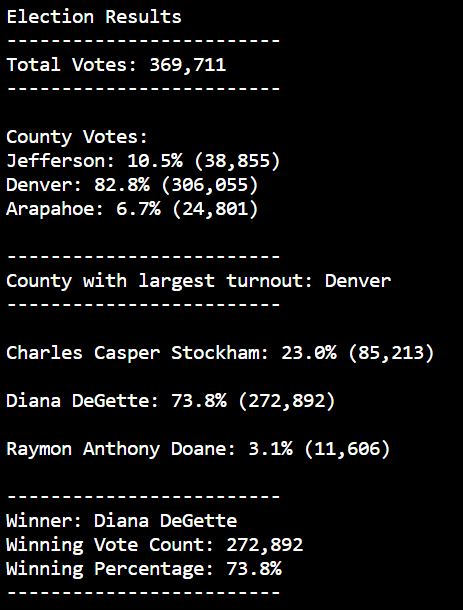 Election Results
-------------------------
Total Votes: 369,711
-------------------------
County Votes:
Jefferson: 10.5% (38,855)
Denver: 82.8% (306,055)
Arapahoe: 6.7% (24,801)
-------------------------
County with largest turnout: Denver
-------------------------
Charles Casper Stockham: 23.0% (85,213)
Diana DeGette: 73.8% (272,892)
Raymon Anthony Doane: 3.1% (11,606)
-------------------------
Winner: Diana DeGette
Winning Vote Count: 272,892
Winning Percentage: 73.8%
-------------------------